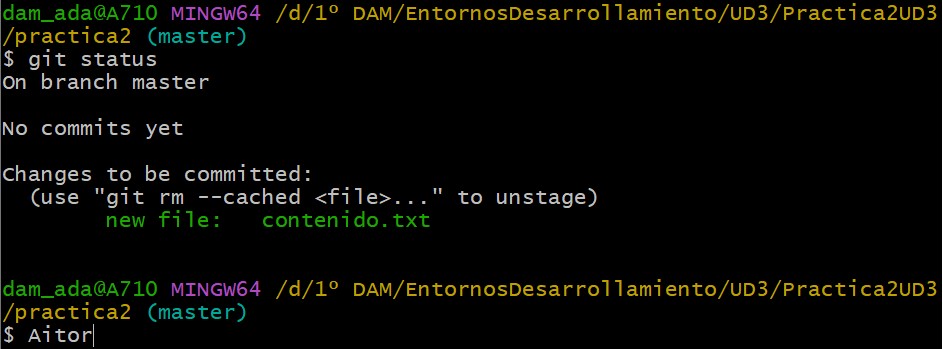 dam_ada@A710 MINGW64 /d/1º DAM/EntornosDesarrollamiento/UD3/Practica2UD3
/practica2 (master)
$ git status
On branch master
No commits yet
Changes to be committed:
  (use "git rm --cached <file>..." to unstage)
        new file:   contenido.txt
dam_ada@A710 MINGW64 /d/1º DAM/EntornosDesarrollamiento/UD3/Practica2UD3
/practica2 (master)
$ Aitor